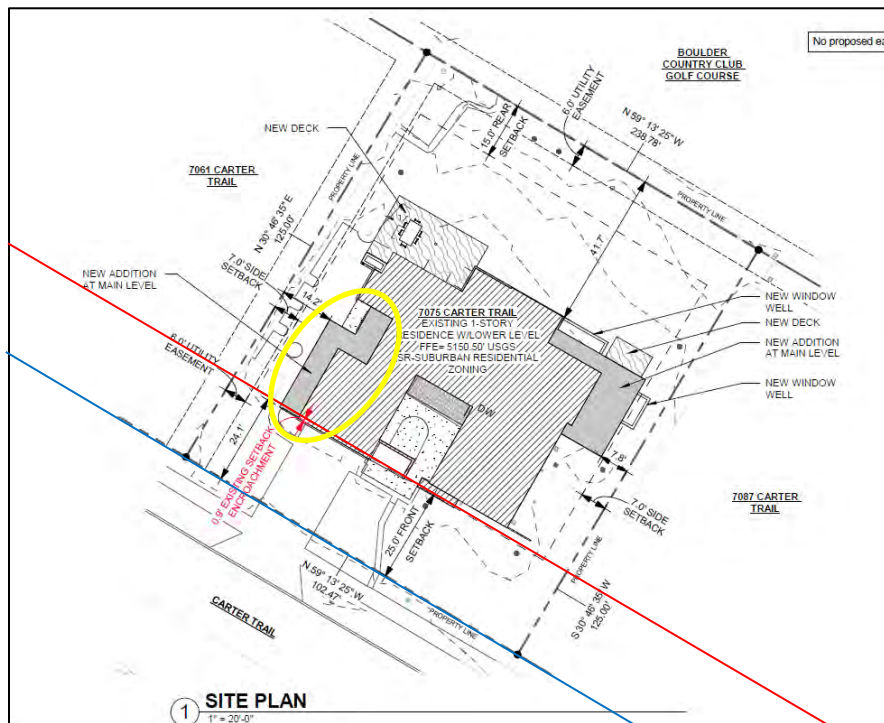 BOULDER
COUNTRY CLUB
GOLF COURSE
No proposed ea
6.0' UTILITY
EASEMENT
N 59° 13' 25" W
238.78'
15.0' REAR
SETBACK
PROPERTY LINE
NEW DECK
7061 CARTER
TRAIL
PROPERTY LINE
N 30° 46' 35" E
125.00'
7.0' SIDE
SETBACK
14.2'
41.7'
NEW ADDITION
AT MAIN LEVEL
6.0' UTILITY
EASEMENT
7075 CARTER TRAIL
EXISTING 1-STORY
RESIDENCE W/LOWER LEVEL
FFE= 5150.50' USGS
SR-SUBURBAN RESIDENTIAL
ZONING
NEW WINDOW
WELL
NEW DECK
NEW ADDITION
AT MAIN LEVEL
NEW WINDOW
WELL
DW
24.1'
0.9' EXISTING SETBACK
ENCROACHMENT
7.8'
7.0' SIDE
SETBACK
7087 CARTER
TRAIL
25.0' FRONT
SETBACK
PROPERTY LINE
S 30° 46' 35" W
125.00'
N 59° 13' 25" W
102.47'
PROPERTY LINE
CARTER TRAIL
1 SITE PLAN
1" = 20'-0"